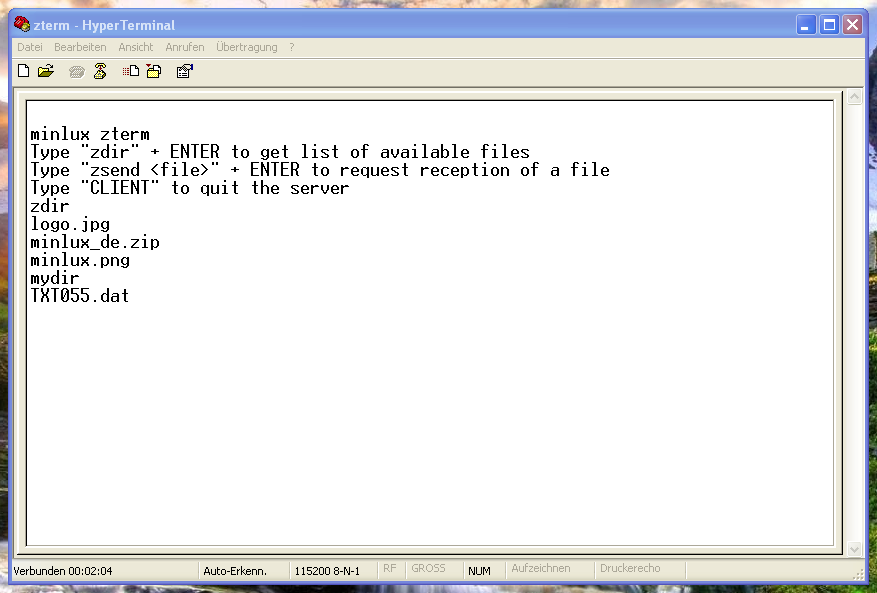 zterm - HyperTerminal
Datei Bearbeiten Ansicht Anrufen Übertragung ?
minlux zterm
Type "zdir" + ENTER to get list of available files
Type "zsend <file>" + ENTER to request reception of a file
Type "CLIENT" to quit the server
zdir
logo.jpg
minlux_de.zip
minlux.png
mydir
TXT055.dat
Verbunden 00:02:04 Auto-Erkenn. 115200 8-N-1 RF GROSS NUM Aufzeichnen Druckerecho